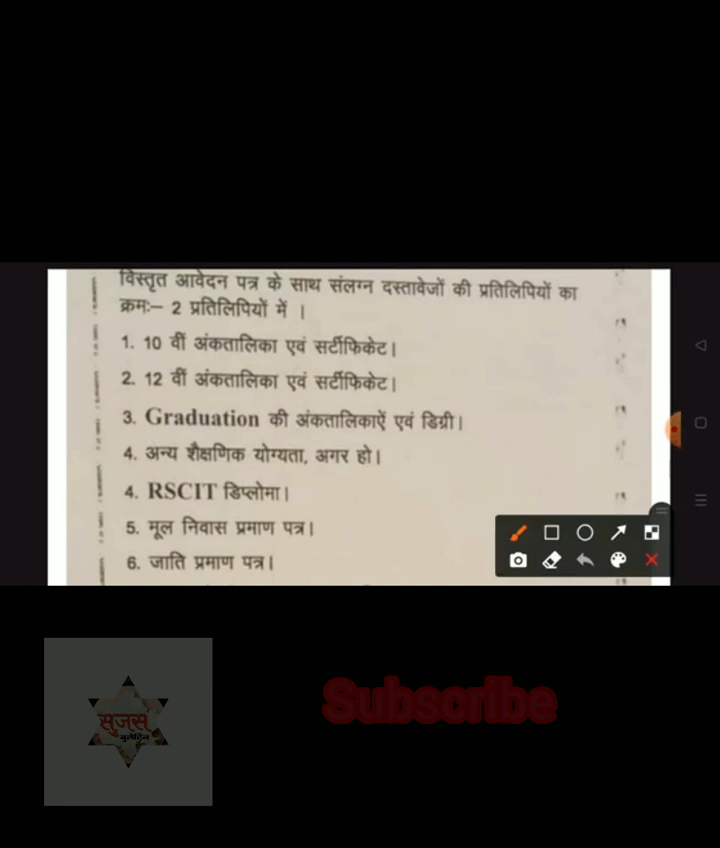 विस्तृत आवेदन पत्र के साथ संलग्न दस्तावेजों की प्रतिलिपियों का
क्रमः– 2 प्रतिलिपियों में ।
1. 10 वीं अंकतालिका एवं सर्टीफिकेट।
2. 12 वीं अंकतालिका एवं सर्टीफिकेट।
3. Graduation की अंकतालिकाऐं एवं डिग्री।
4. अन्य शैक्षणिक योग्यता, अगर हो।
4. RSCIT डिप्लोमा।
5. मूल निवास प्रमाण पत्र।
6. जाति प्रमाण पत्र।
सुजस
बुलेटिन
Subscribe